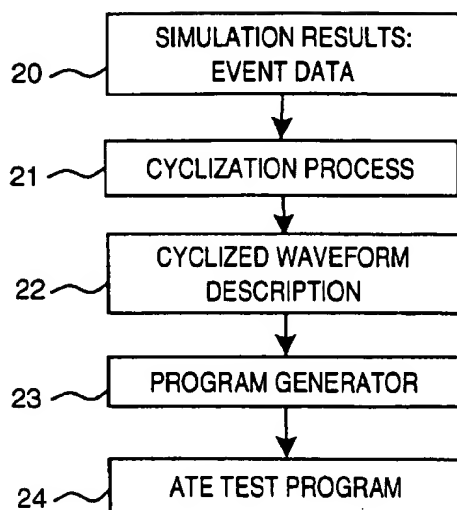 SIMULATION RESULTS:
EVENT DATA
20
21
CYCLIZATION PROCESS
CYCLIZED WAVEFORM
DESCRIPTION
22
PROGRAM GENERATOR
23
ATE TEST PROGRAM
24